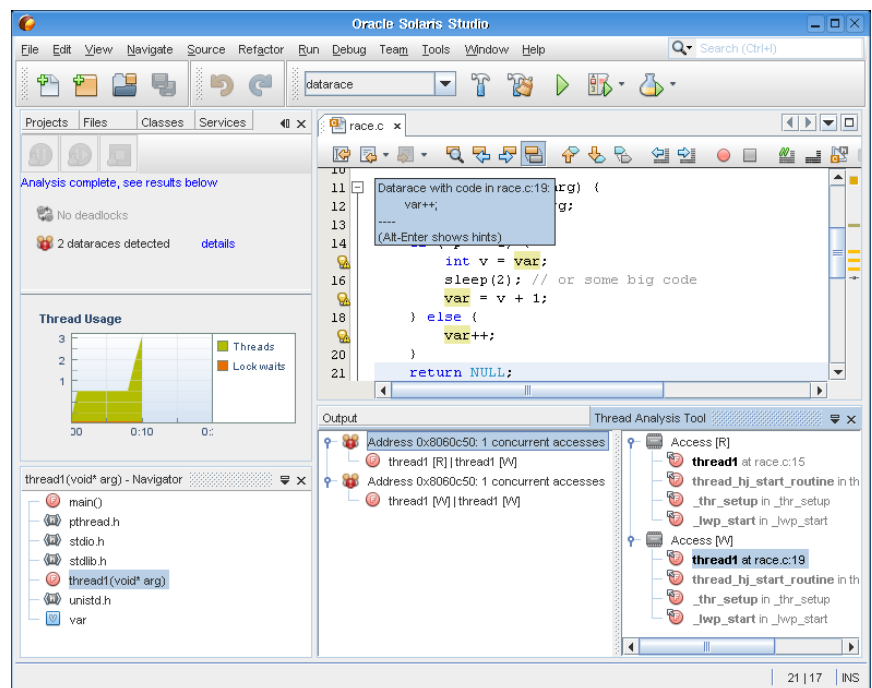 Oracle Solaris Studio
File Edit View Navigate Source Refactor Run Debug Team Tools Window Help
Search (Ctrl+I)
datarace
Projects Files Classes Services
Analysis complete, see results below
No deadlocks
2 dataraces detected details
Thread Usage
3
2
1
Threads
Lock waits
0:10
thread1(void* arg) - Navigator
main()
pthread.h
stdio.h
stdlib.h
thread1(void* arg)
unistd.h
var
race.c
10
11 arg) {
12 rg;
13
14
Datarace with code in race.c:19:
var++;
----
(Alt-Enter shows hints)
int v = var;
16 sleep(2); // or some big code
var = v + 1;
18 } else {
var++;
20 }
21 return NULL;
Output
Address 0x8060c50: 1 concurrent accesses
thread1 [R] | thread1 [W]
Address 0x8060c50: 1 concurrent accesses
thread1 [W] | thread1 [W]
Thread Analysis Tool
Access [R]
thread1 at race.c:15
thread_hj_start_routine in th
_thr_setup in _thr_setup
_lwp_start in _lwp_start
Access [W]
thread1 at race.c:19
thread_hj_start_routine in th
_thr_setup in _thr_setup
_lwp_start in _lwp_start
21 | 17 INS